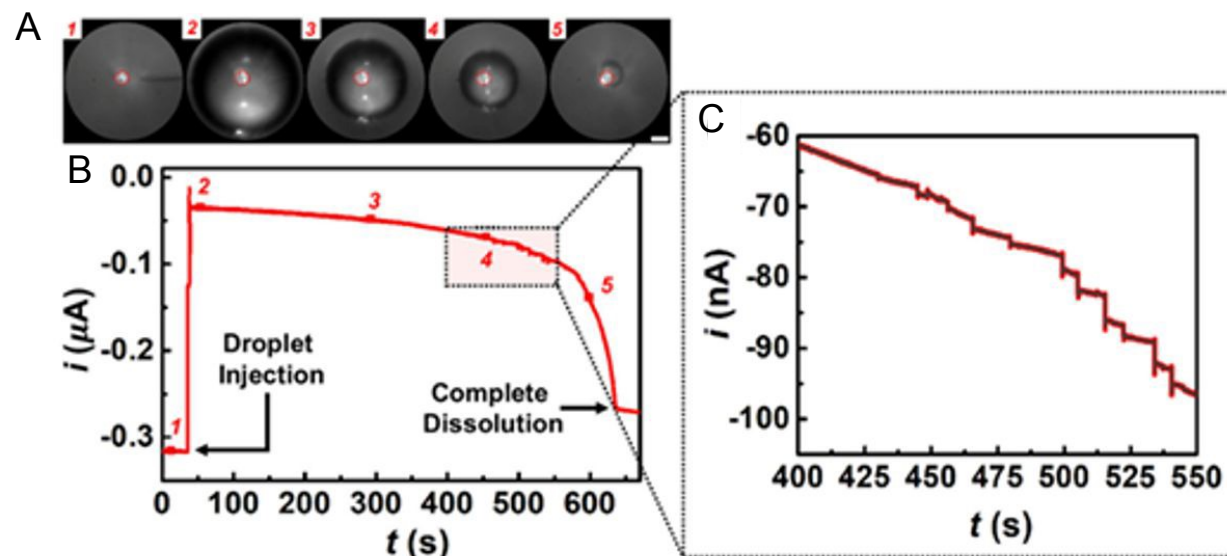 A
1 2 3 4 5
B
0.0
-0.1
-0.2
-0.3
i (μA)
1
2
3
4
5
Droplet
Injection
Complete
Dissolution
0 100 200 300 400 500 600
t (s)
C
-60
-70
-80
-90
-100
i (nA)
400 425 450 475 500 525 550
t (s)